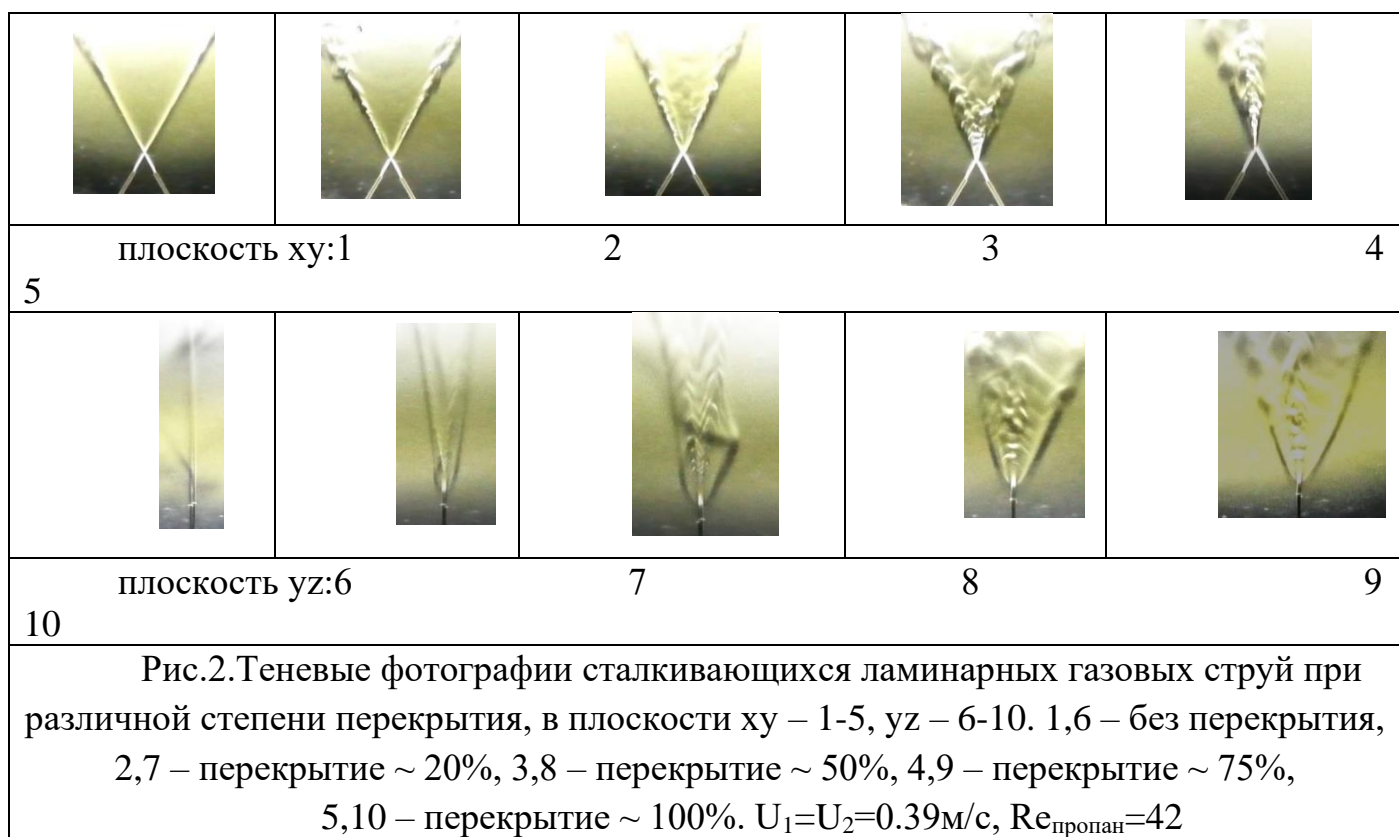 плоскость xy:1 2 3 4
5
плоскость yz:6 7 8 9
10
Рис.2.Теневые фотографии сталкивающихся ламинарных газовых струй при
различной степени перекрытия, в плоскости xy – 1-5, yz – 6-10. 1,6 – без перекрытия,
2,7 – перекрытие ~ 20%, 3,8 – перекрытие ~ 50%, 4,9 – перекрытие ~ 75%,
5,10 – перекрытие ~ 100%. U₁=U₂=0.39м/с, Reпропан=42